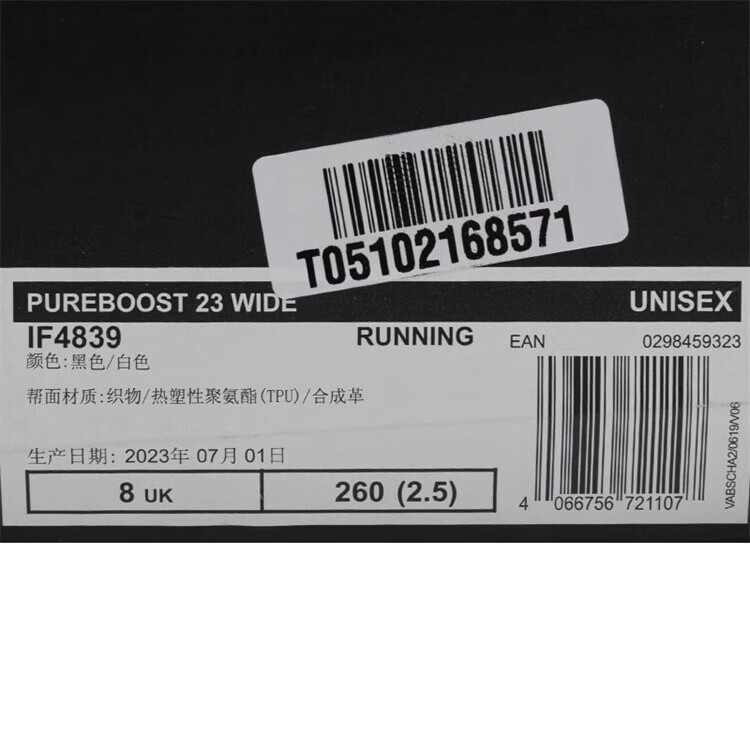 T05102168571
PUREBOOST 23 WIDE UNISEX
IF4839 RUNNING EAN 0298459323
颜色:黑色/白色
帮面材质:织物/热塑性聚氨酯(TPU)/合成革
生产日期: 2023年 07月 01日
8 UK 260 (2.5)
4 066756 721107
VABSCHA2/0619/V06